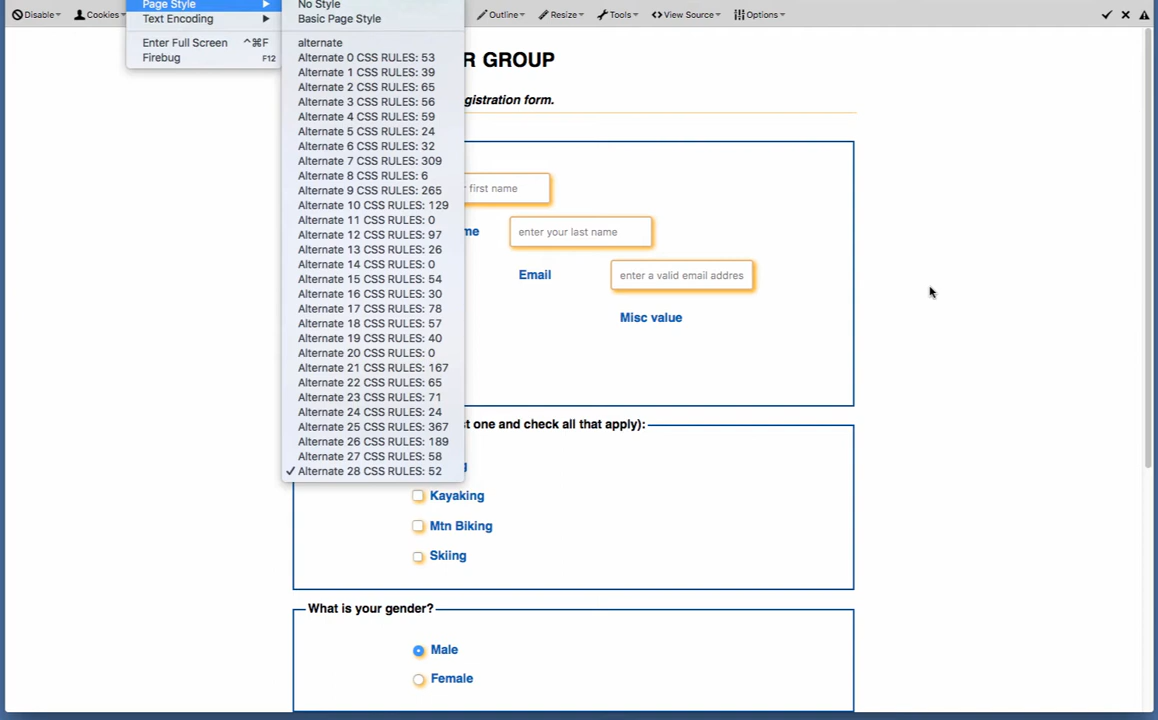 Page Style
No Style
Text Encoding
Basic Page Style
Disable
Cookies
Outline
Resize
Tools
View Source
Options
Enter Full Screen ^⌘F
Firebug F12
alternate
Alternate 0 CSS RULES: 53
Alternate 1 CSS RULES: 39
Alternate 2 CSS RULES: 65
Alternate 3 CSS RULES: 56
Alternate 4 CSS RULES: 59
Alternate 5 CSS RULES: 24
Alternate 6 CSS RULES: 32
Alternate 7 CSS RULES: 309
Alternate 8 CSS RULES: 6
Alternate 9 CSS RULES: 265
Alternate 10 CSS RULES: 129
Alternate 11 CSS RULES: 0
Alternate 12 CSS RULES: 97
Alternate 13 CSS RULES: 26
Alternate 14 CSS RULES: 0
Alternate 15 CSS RULES: 54
Alternate 16 CSS RULES: 30
Alternate 17 CSS RULES: 78
Alternate 18 CSS RULES: 57
Alternate 19 CSS RULES: 40
Alternate 20 CSS RULES: 0
Alternate 21 CSS RULES: 167
Alternate 22 CSS RULES: 65
Alternate 23 CSS RULES: 71
Alternate 24 CSS RULES: 24
Alternate 25 CSS RULES: 367
Alternate 26 CSS RULES: 189
Alternate 27 CSS RULES: 58
✓ Alternate 28 CSS RULES: 52
R GROUP
gistration form.
first name
me
enter your last name
Email
enter a valid email addres
Misc value
t one and check all that apply):
g
Kayaking
Mtn Biking
Skiing
What is your gender?
Male
Female